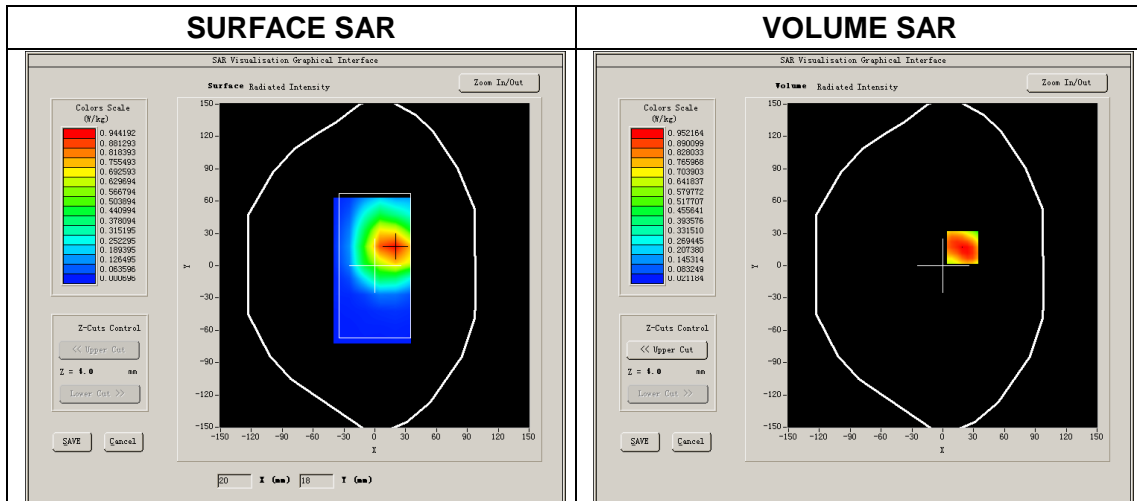 SURFACE SAR
VOLUME SAR
SAR Visualisation Graphical Interface
Surface Radiated Intensity
Zoom In/Out
Colors Scale
(W/kg)
0.944192
0.881293
0.818393
0.755493
0.692593
0.629694
0.566794
0.503894
0.440994
0.378094
0.315195
0.252295
0.189395
0.126495
0.063596
0.000696
150
120
90
60
30
0
-30
-60
-90
-120
-150
Y
-150 -120 -90 -60 -30 0 30 60 90 120 150
X
Z-Cuts Control
<< Upper Cut
Z = 4.0 mm
Lower Cut >>
SAVE Cancel
20 X (mm) 18 Y (mm)
SAR Visualisation Graphical Interface
Volume Radiated Intensity
Zoom In/Out
Colors Scale
(W/kg)
0.952164
0.890099
0.828033
0.765968
0.703903
0.641837
0.579772
0.517707
0.455641
0.393576
0.331510
0.269445
0.207380
0.145314
0.083249
0.021184
150
120
90
60
30
0
-30
-60
-90
-120
-150
Y
-150 -120 -90 -60 -30 0 30 60 90 120 150
X
Z-Cuts Control
<< Upper Cut
Z = 4.0 mm
Lower Cut >>
SAVE Cancel